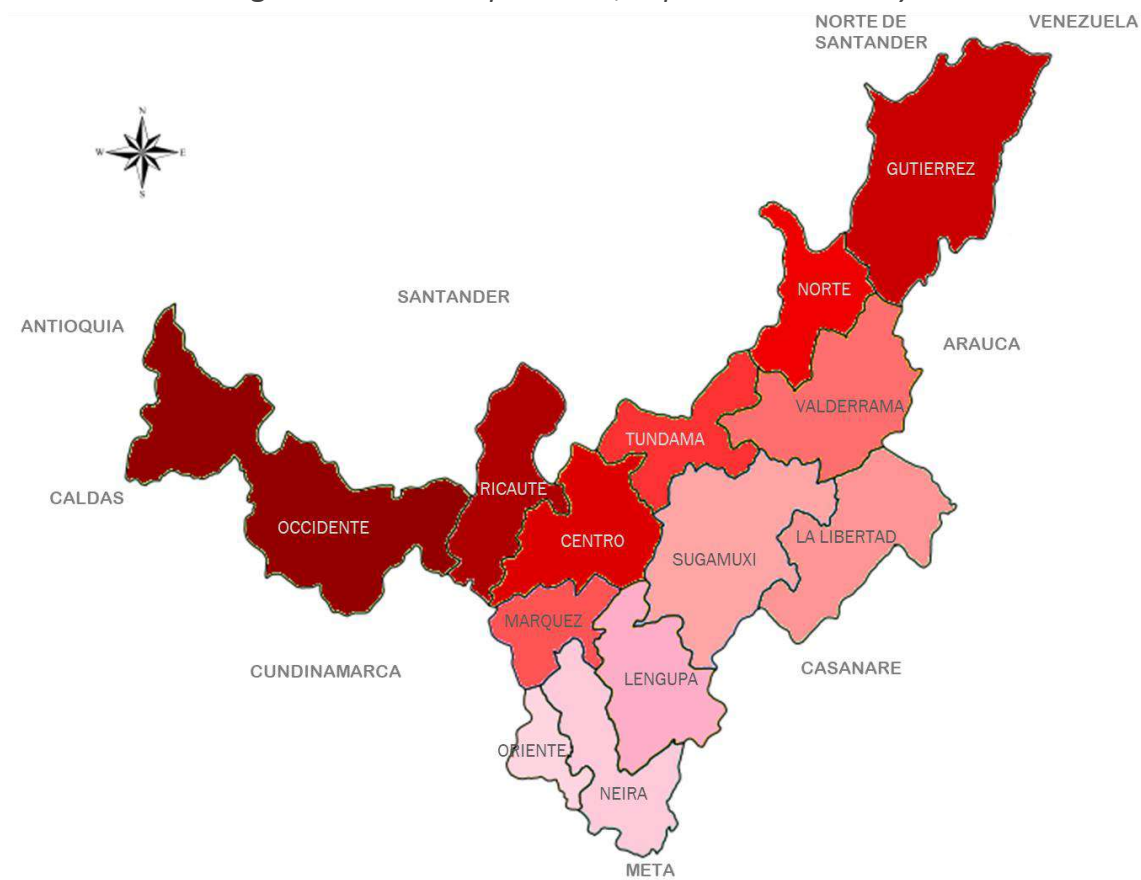 NORTE DE
SANTANDER
VENEZUELA
N
W
E
S
GUTIERREZ
SANTANDER
NORTE
ANTIOQUIA
ARAUCA
VALDERRAMA
TUNDAMA
CALDAS
RICAUTE
OCCIDENTE
CENTRO
LA LIBERTAD
SUGAMUXI
MARQUEZ
CUNDINAMARCA
LENGUPA
CASANARE
ORIENTE
NEIRA
META